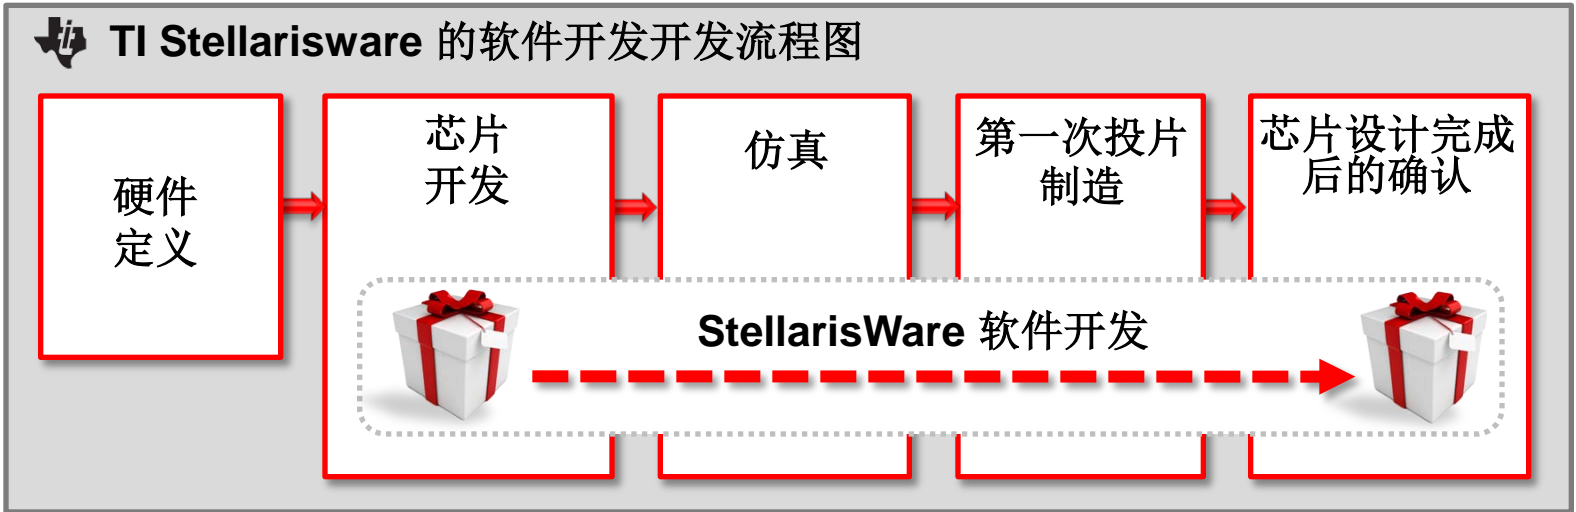 TI Stellarisware 的软件开发开发流程图
硬件
定义
芯片
开发
仿真
第一次投片
制造
芯片设计完成
后的确认
StellarisWare 软件开发